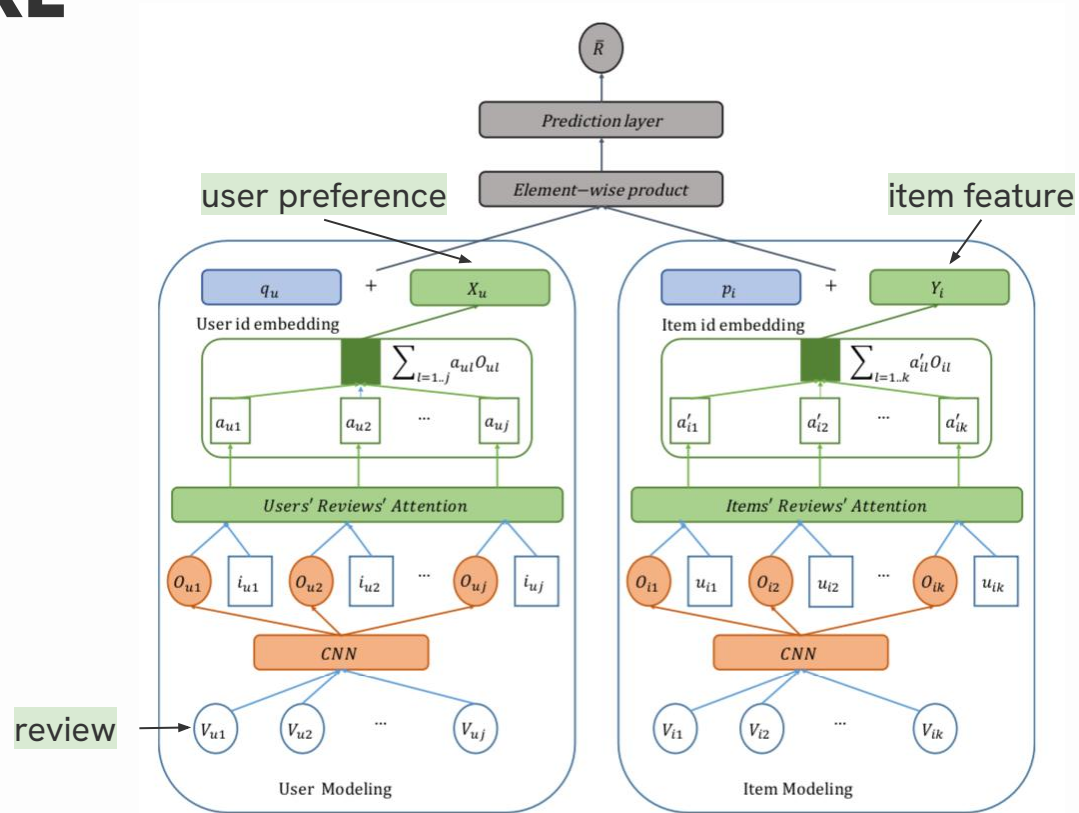 R̄
Prediction layer
Element-wise product
user preference
item feature
q_u + X_u
p_i + Y_i
User id embedding
Item id embedding
∑_{l=1..j} a_{ul}O_{ul}
∑_{l=1..k} a'_{il}O_{il}
a_{u1} a_{u2} ... a_{uj}
a'_{i1} a'_{i2} ... a'_{ik}
Users' Reviews' Attention
Items' Reviews' Attention
O_{u1} i_{u1} O_{u2} i_{u2} ... O_{uj} i_{uj}
O_{i1} u_{i1} O_{i2} u_{i2} ... O_{ik} u_{ik}
CNN
CNN
review
V_{u1} V_{u2} ... V_{uj}
V_{i1} V_{i2} ... V_{ik}
User Modeling
Item Modeling